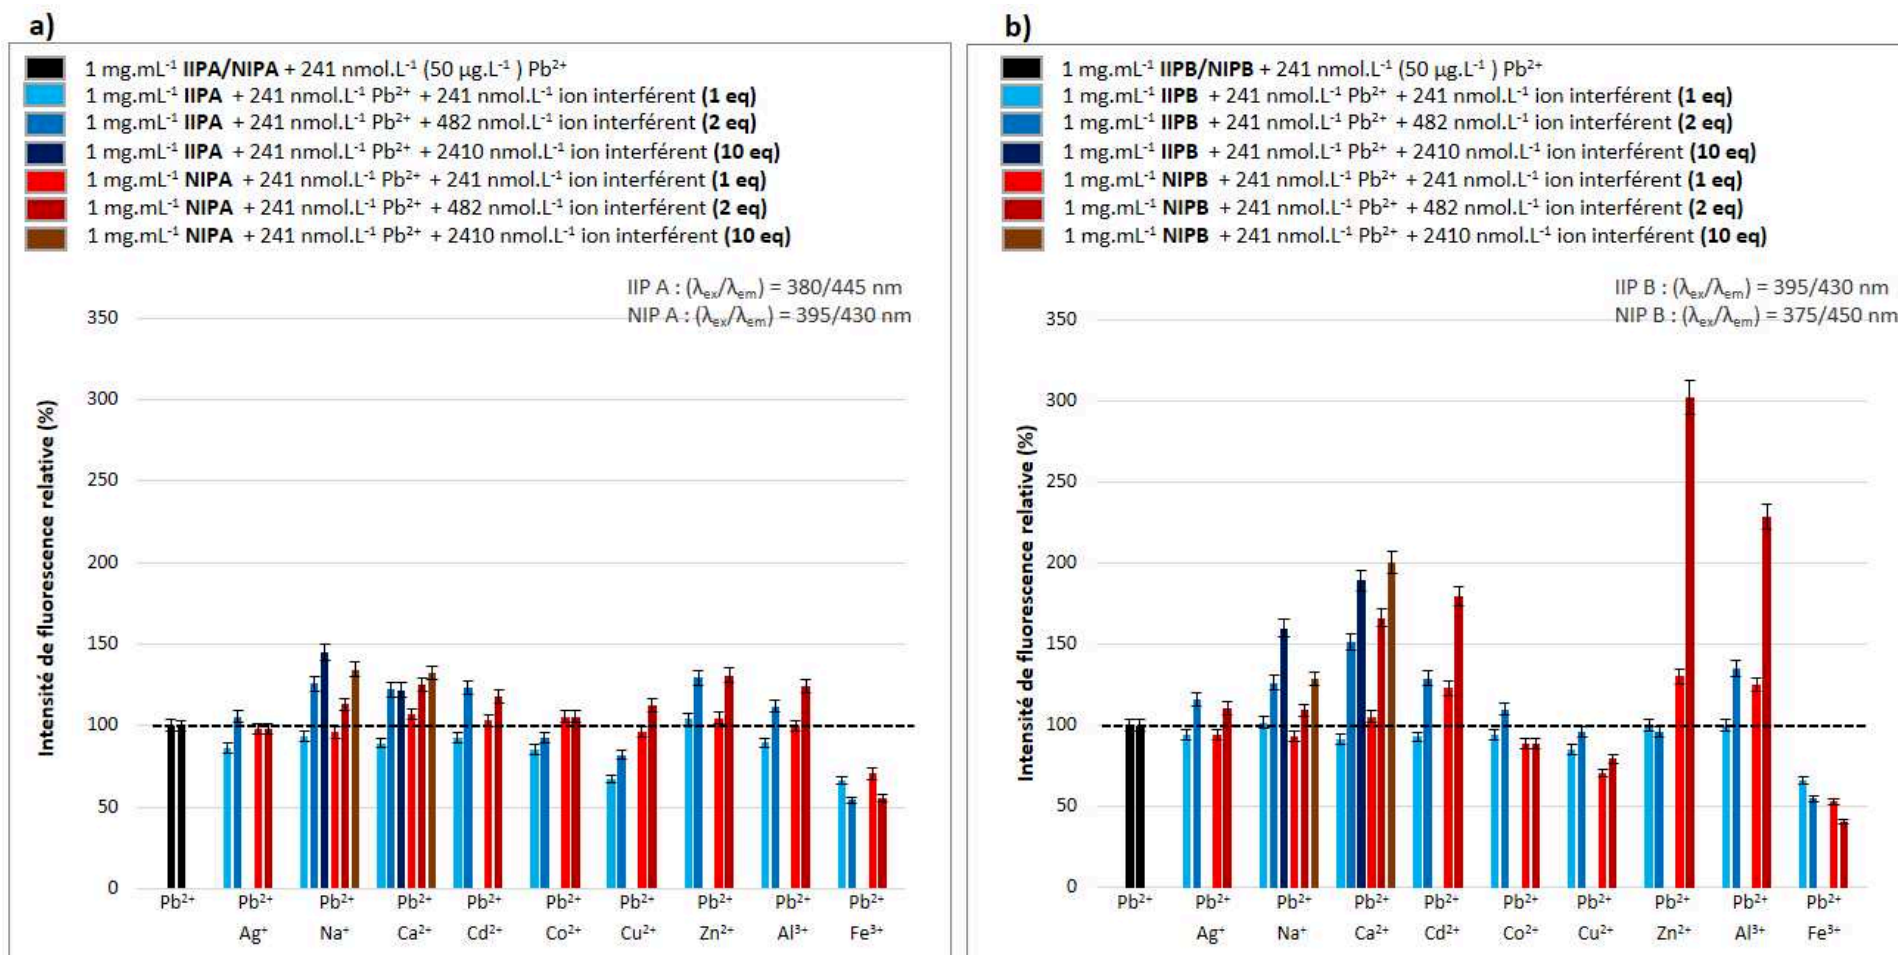 a)
1 mg.mL⁻¹ IIPA/NIPA + 241 nmol.L⁻¹ (50 µg.L⁻¹ ) Pb²⁺
1 mg.mL⁻¹ IIPA + 241 nmol.L⁻¹ Pb²⁺ + 241 nmol.L⁻¹ ion interférent (1 eq)
1 mg.mL⁻¹ IIPA + 241 nmol.L⁻¹ Pb²⁺ + 482 nmol.L⁻¹ ion interférent (2 eq)
1 mg.mL⁻¹ IIPA + 241 nmol.L⁻¹ Pb²⁺ + 2410 nmol.L⁻¹ ion interférent (10 eq)
1 mg.mL⁻¹ NIPA + 241 nmol.L⁻¹ Pb²⁺ + 241 nmol.L⁻¹ ion interférent (1 eq)
1 mg.mL⁻¹ NIPA + 241 nmol.L⁻¹ Pb²⁺ + 482 nmol.L⁻¹ ion interférent (2 eq)
1 mg.mL⁻¹ NIPA + 241 nmol.L⁻¹ Pb²⁺ + 2410 nmol.L⁻¹ ion interférent (10 eq)
IIP A : (λex/λem) = 380/445 nm
NIP A : (λex/λem) = 395/430 nm
Intensité de fluorescence relative (%)
350
300
250
200
150
100
50
0
Pb²⁺ Pb²⁺ Pb²⁺ Pb²⁺ Pb²⁺ Pb²⁺ Pb²⁺ Pb²⁺ Pb²⁺ Pb²⁺
Ag⁺ Na⁺ Ca²⁺ Cd²⁺ Co²⁺ Cu²⁺ Zn²⁺ Al³⁺ Fe³⁺
b)
1 mg.mL⁻¹ IIPB/NIPB + 241 nmol.L⁻¹ (50 µg.L⁻¹ ) Pb²⁺
1 mg.mL⁻¹ IIPB + 241 nmol.L⁻¹ Pb²⁺ + 241 nmol.L⁻¹ ion interférent (1 eq)
1 mg.mL⁻¹ IIPB + 241 nmol.L⁻¹ Pb²⁺ + 482 nmol.L⁻¹ ion interférent (2 eq)
1 mg.mL⁻¹ IIPB + 241 nmol.L⁻¹ Pb²⁺ + 2410 nmol.L⁻¹ ion interférent (10 eq)
1 mg.mL⁻¹ NIPB + 241 nmol.L⁻¹ Pb²⁺ + 241 nmol.L⁻¹ ion interférent (1 eq)
1 mg.mL⁻¹ NIPB + 241 nmol.L⁻¹ Pb²⁺ + 482 nmol.L⁻¹ ion interférent (2 eq)
1 mg.mL⁻¹ NIPB + 241 nmol.L⁻¹ Pb²⁺ + 2410 nmol.L⁻¹ ion interférent (10 eq)
IIP B : (λex/λem) = 395/430 nm
NIP B : (λex/λem) = 375/450 nm
Intensité de fluorescence relative (%)
350
300
250
200
150
100
50
0
Pb²⁺ Pb²⁺ Pb²⁺ Pb²⁺ Pb²⁺ Pb²⁺ Pb²⁺ Pb²⁺ Pb²⁺ Pb²⁺
Ag⁺ Na⁺ Ca²⁺ Cd²⁺ Co²⁺ Cu²⁺ Zn²⁺ Al³⁺ Fe³⁺